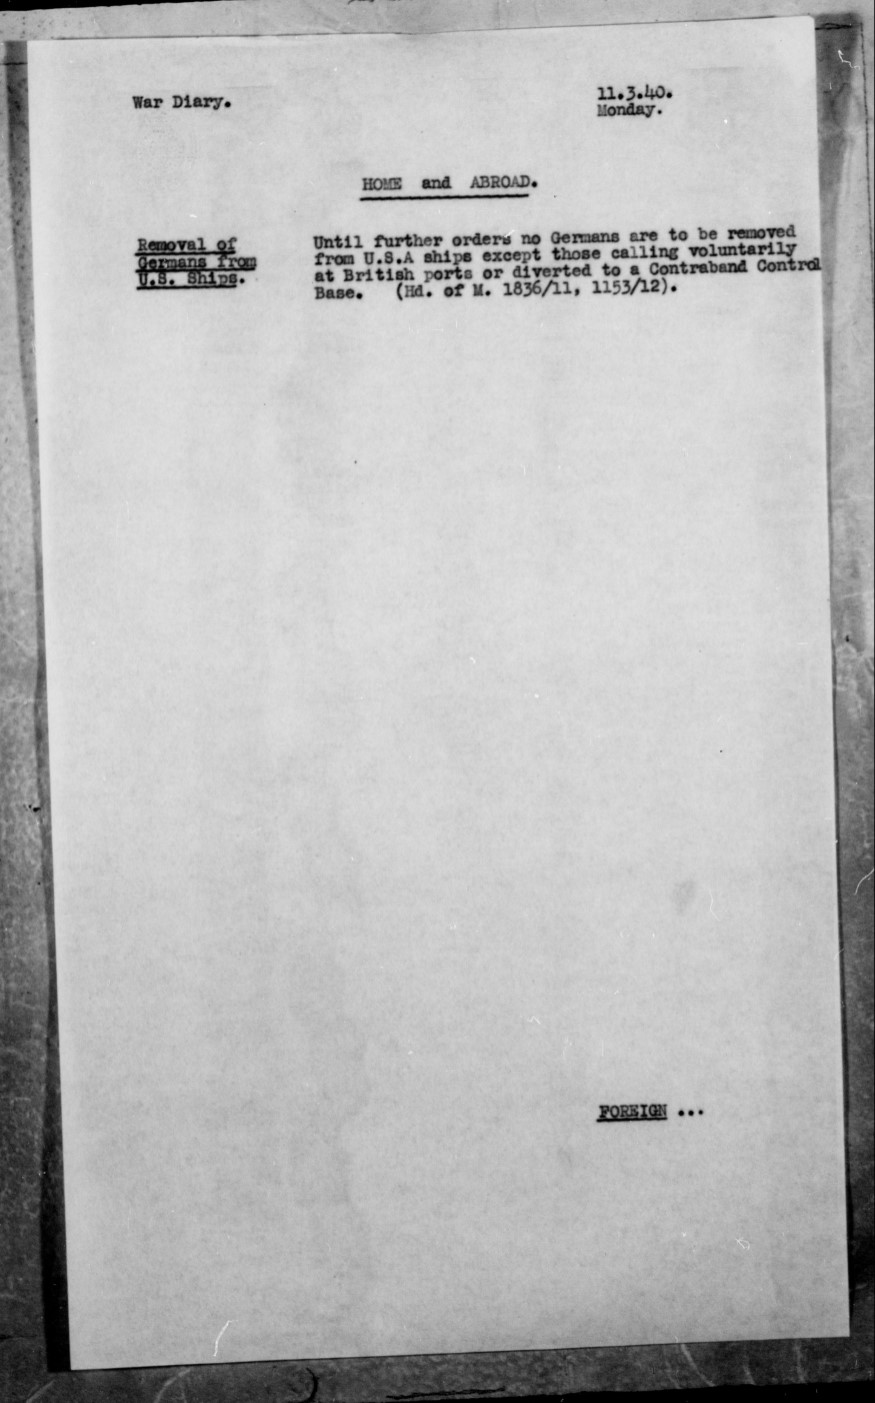 War Diary.
11.3.40.
Monday.
HOME and ABROAD.
Removal of
Germans from
U.S. Ships.
Until further orders no Germans are to be removed
from U.S.A ships except those calling voluntarily
at British ports or diverted to a Contraband Control
Base. (Hd. of M. 1836/11, 1153/12).
FOREIGN ...